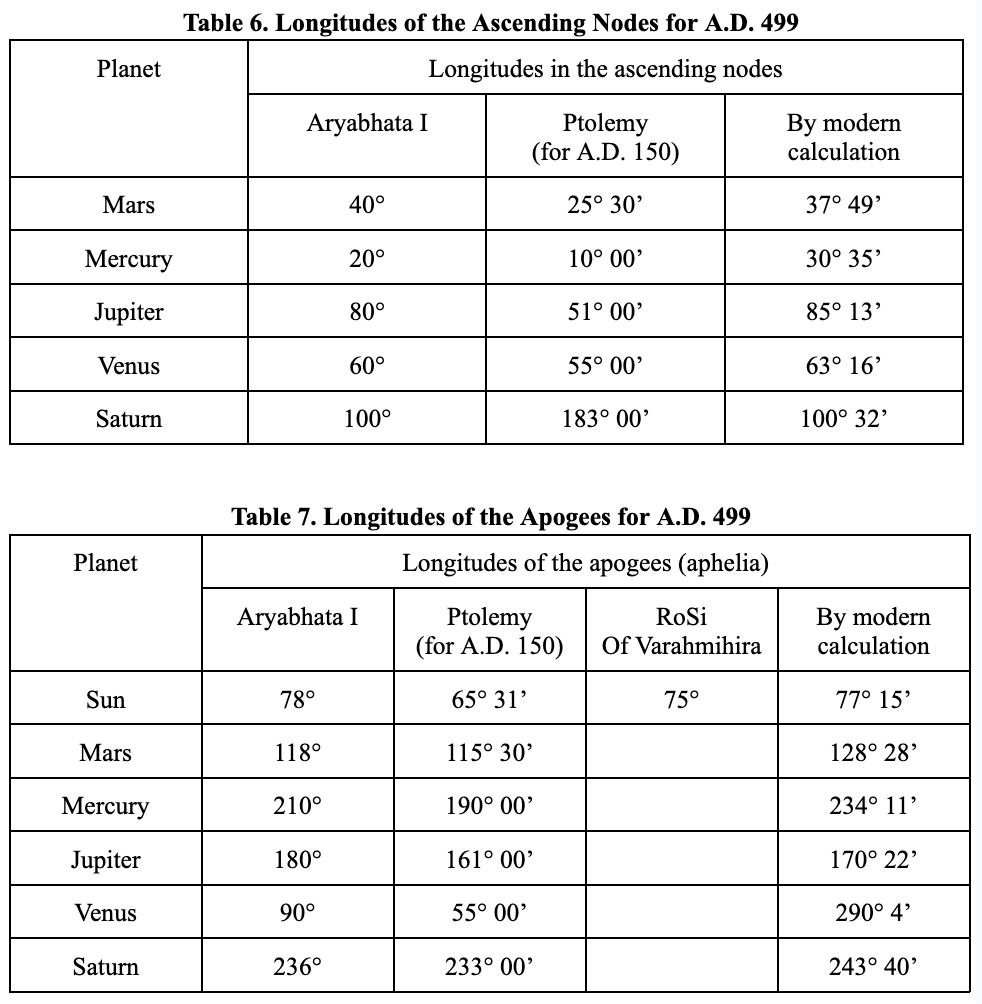 Table 6. Longitudes of the Ascending Nodes for A.D. 499
Planet Longitudes in the ascending nodes
Aryabhata I Ptolemy (for A.D. 150) By modern calculation
Mars 40° 25° 30’ 37° 49’
Mercury 20° 10° 00’ 30° 35’
Jupiter 80° 51° 00’ 85° 13’
Venus 60° 55° 00’ 63° 16’
Saturn 100° 183° 00’ 100° 32’
Table 7. Longitudes of the Apogees for A.D. 499
Planet Longitudes of the apogees (aphelia)
Aryabhata I Ptolemy (for A.D. 150) RoSi Of Varahmihira By modern calculation
Sun 78° 65° 31’ 75° 77° 15’
Mars 118° 115° 30’ 128° 28’
Mercury 210° 190° 00’ 234° 11’
Jupiter 180° 161° 00’ 170° 22’
Venus 90° 55° 00’ 290° 4’
Saturn 236° 233° 00’ 243° 40’